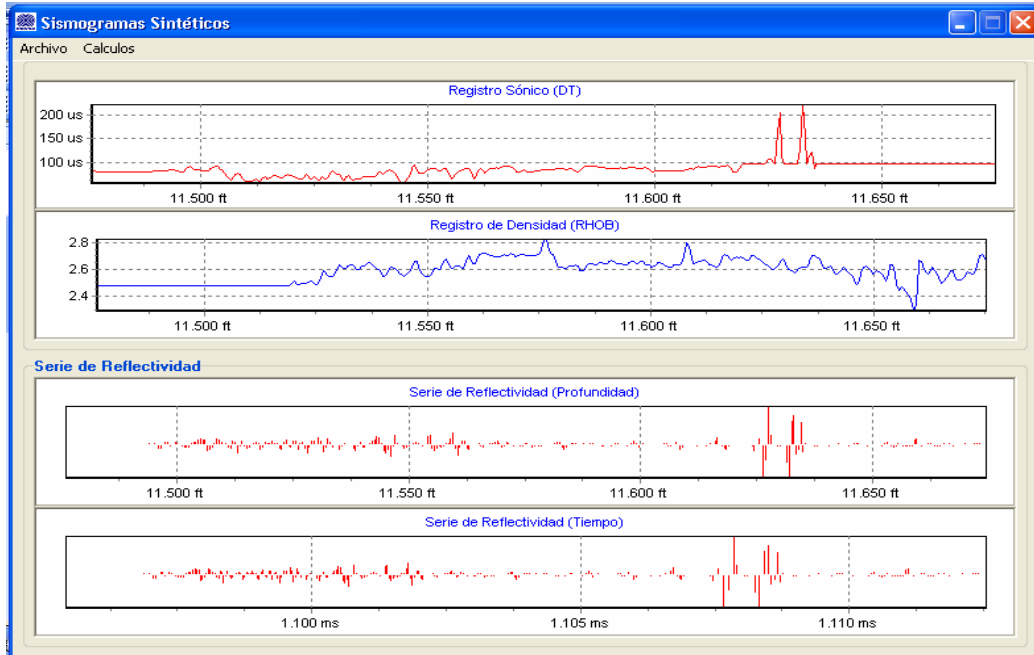 Sismogramas Sintéticos
Archivo Calculos
Registro Sónico (DT)
200 us
150 us
100 us
11.500 ft 11.550 ft 11.600 ft 11.650 ft
Registro de Densidad (RHOB)
2.8
2.6
2.4
11.500 ft 11.550 ft 11.600 ft 11.650 ft
Serie de Reflectividad
Serie de Reflectividad (Profundidad)
11.500 ft 11.550 ft 11.600 ft 11.650 ft
Serie de Reflectividad (Tiempo)
1.100 ms 1.105 ms 1.110 ms